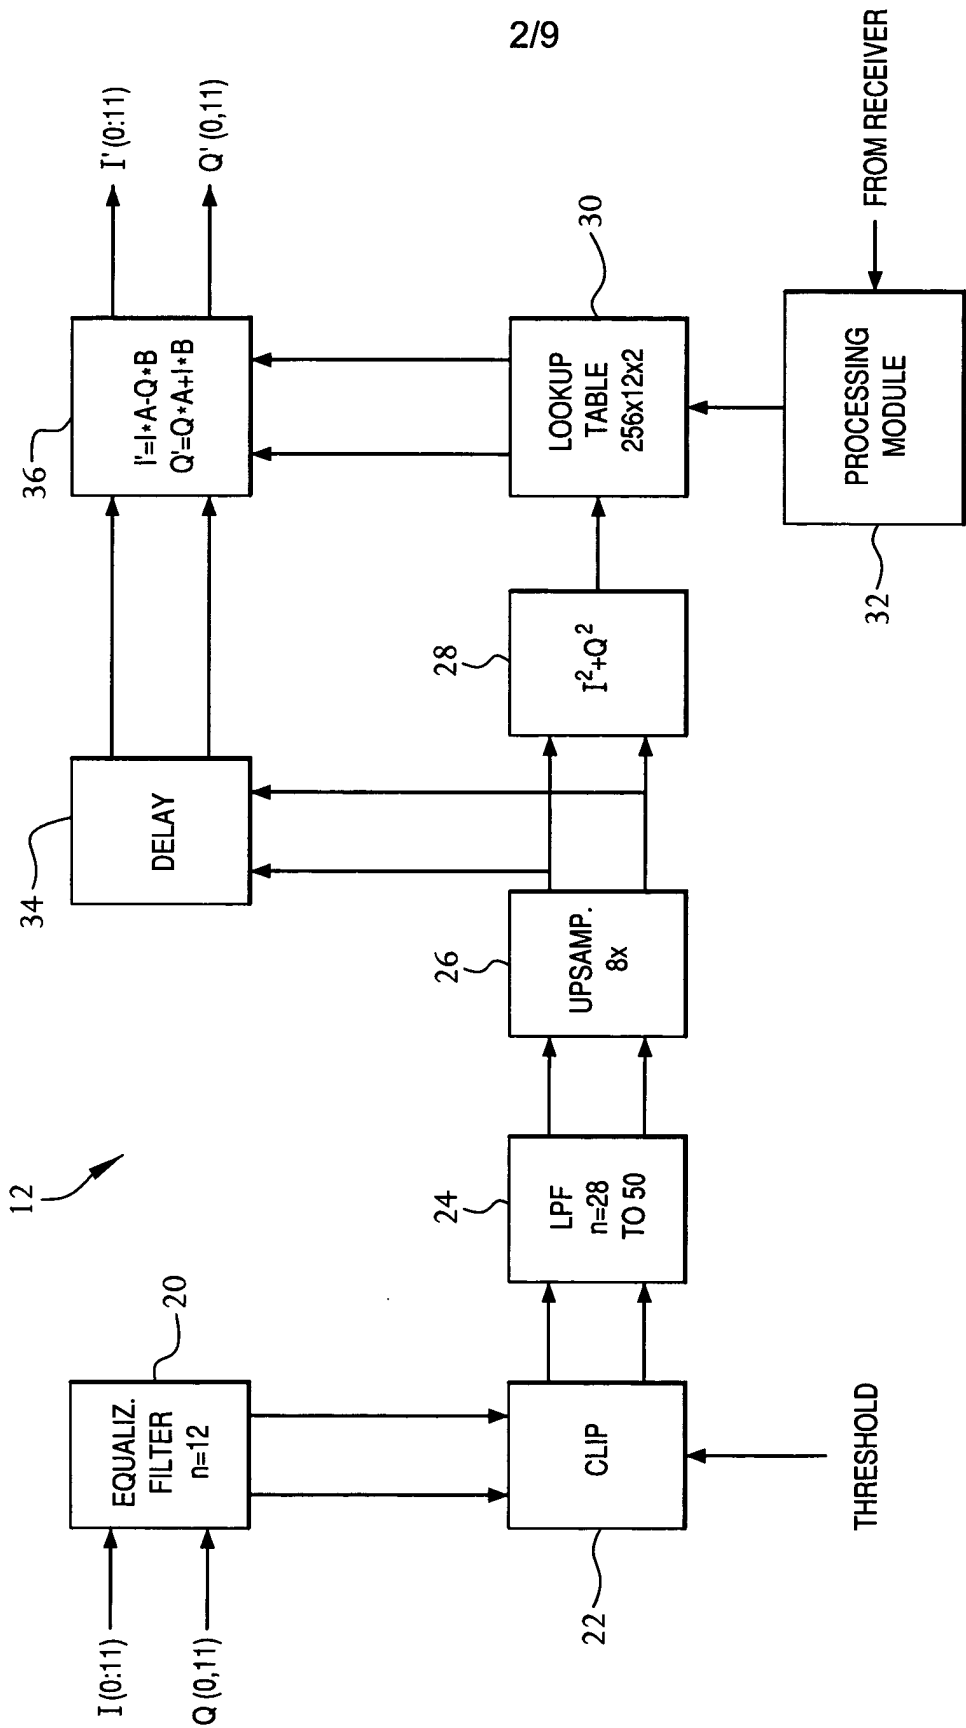 2/9
12
I (0:11)
Q (0,11)
EQUALIZ.
FILTER
n=12
20
CLIP
22
THRESHOLD
LPF
n=28
TO 50
24
UPSAMP.
8x
26
DELAY
34
I²+Q²
28
LOOKUP
TABLE
256x12x2
30
PROCESSING
MODULE
32
FROM RECEIVER
I'=I*A-Q*B
Q'=Q*A+I*B
36
I' (0:11)
Q' (0,11)